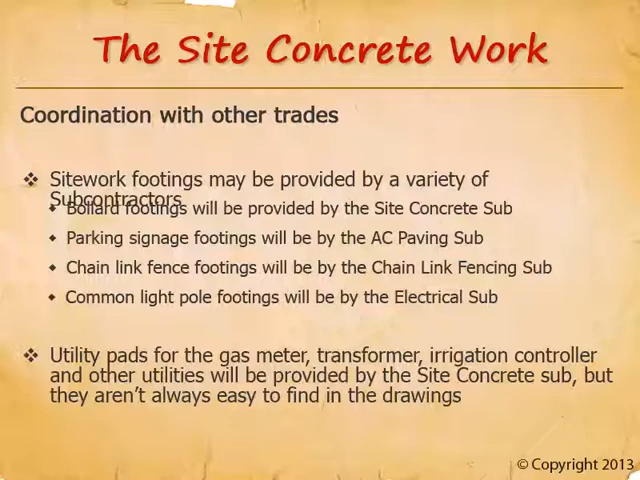 The Site Concrete Work
Coordination with other trades
Sitework footings may be provided by a variety of
Subcontractors
Bollard footings will be provided by the Site Concrete Sub
Parking signage footings will be by the AC Paving Sub
Chain link fence footings will be by the Chain Link Fencing Sub
Common light pole footings will be by the Electrical Sub
Utility pads for the gas meter, transformer, irrigation controller
and other utilities will be provided by the Site Concrete sub, but
they aren’t always easy to find in the drawings
© Copyright 2013